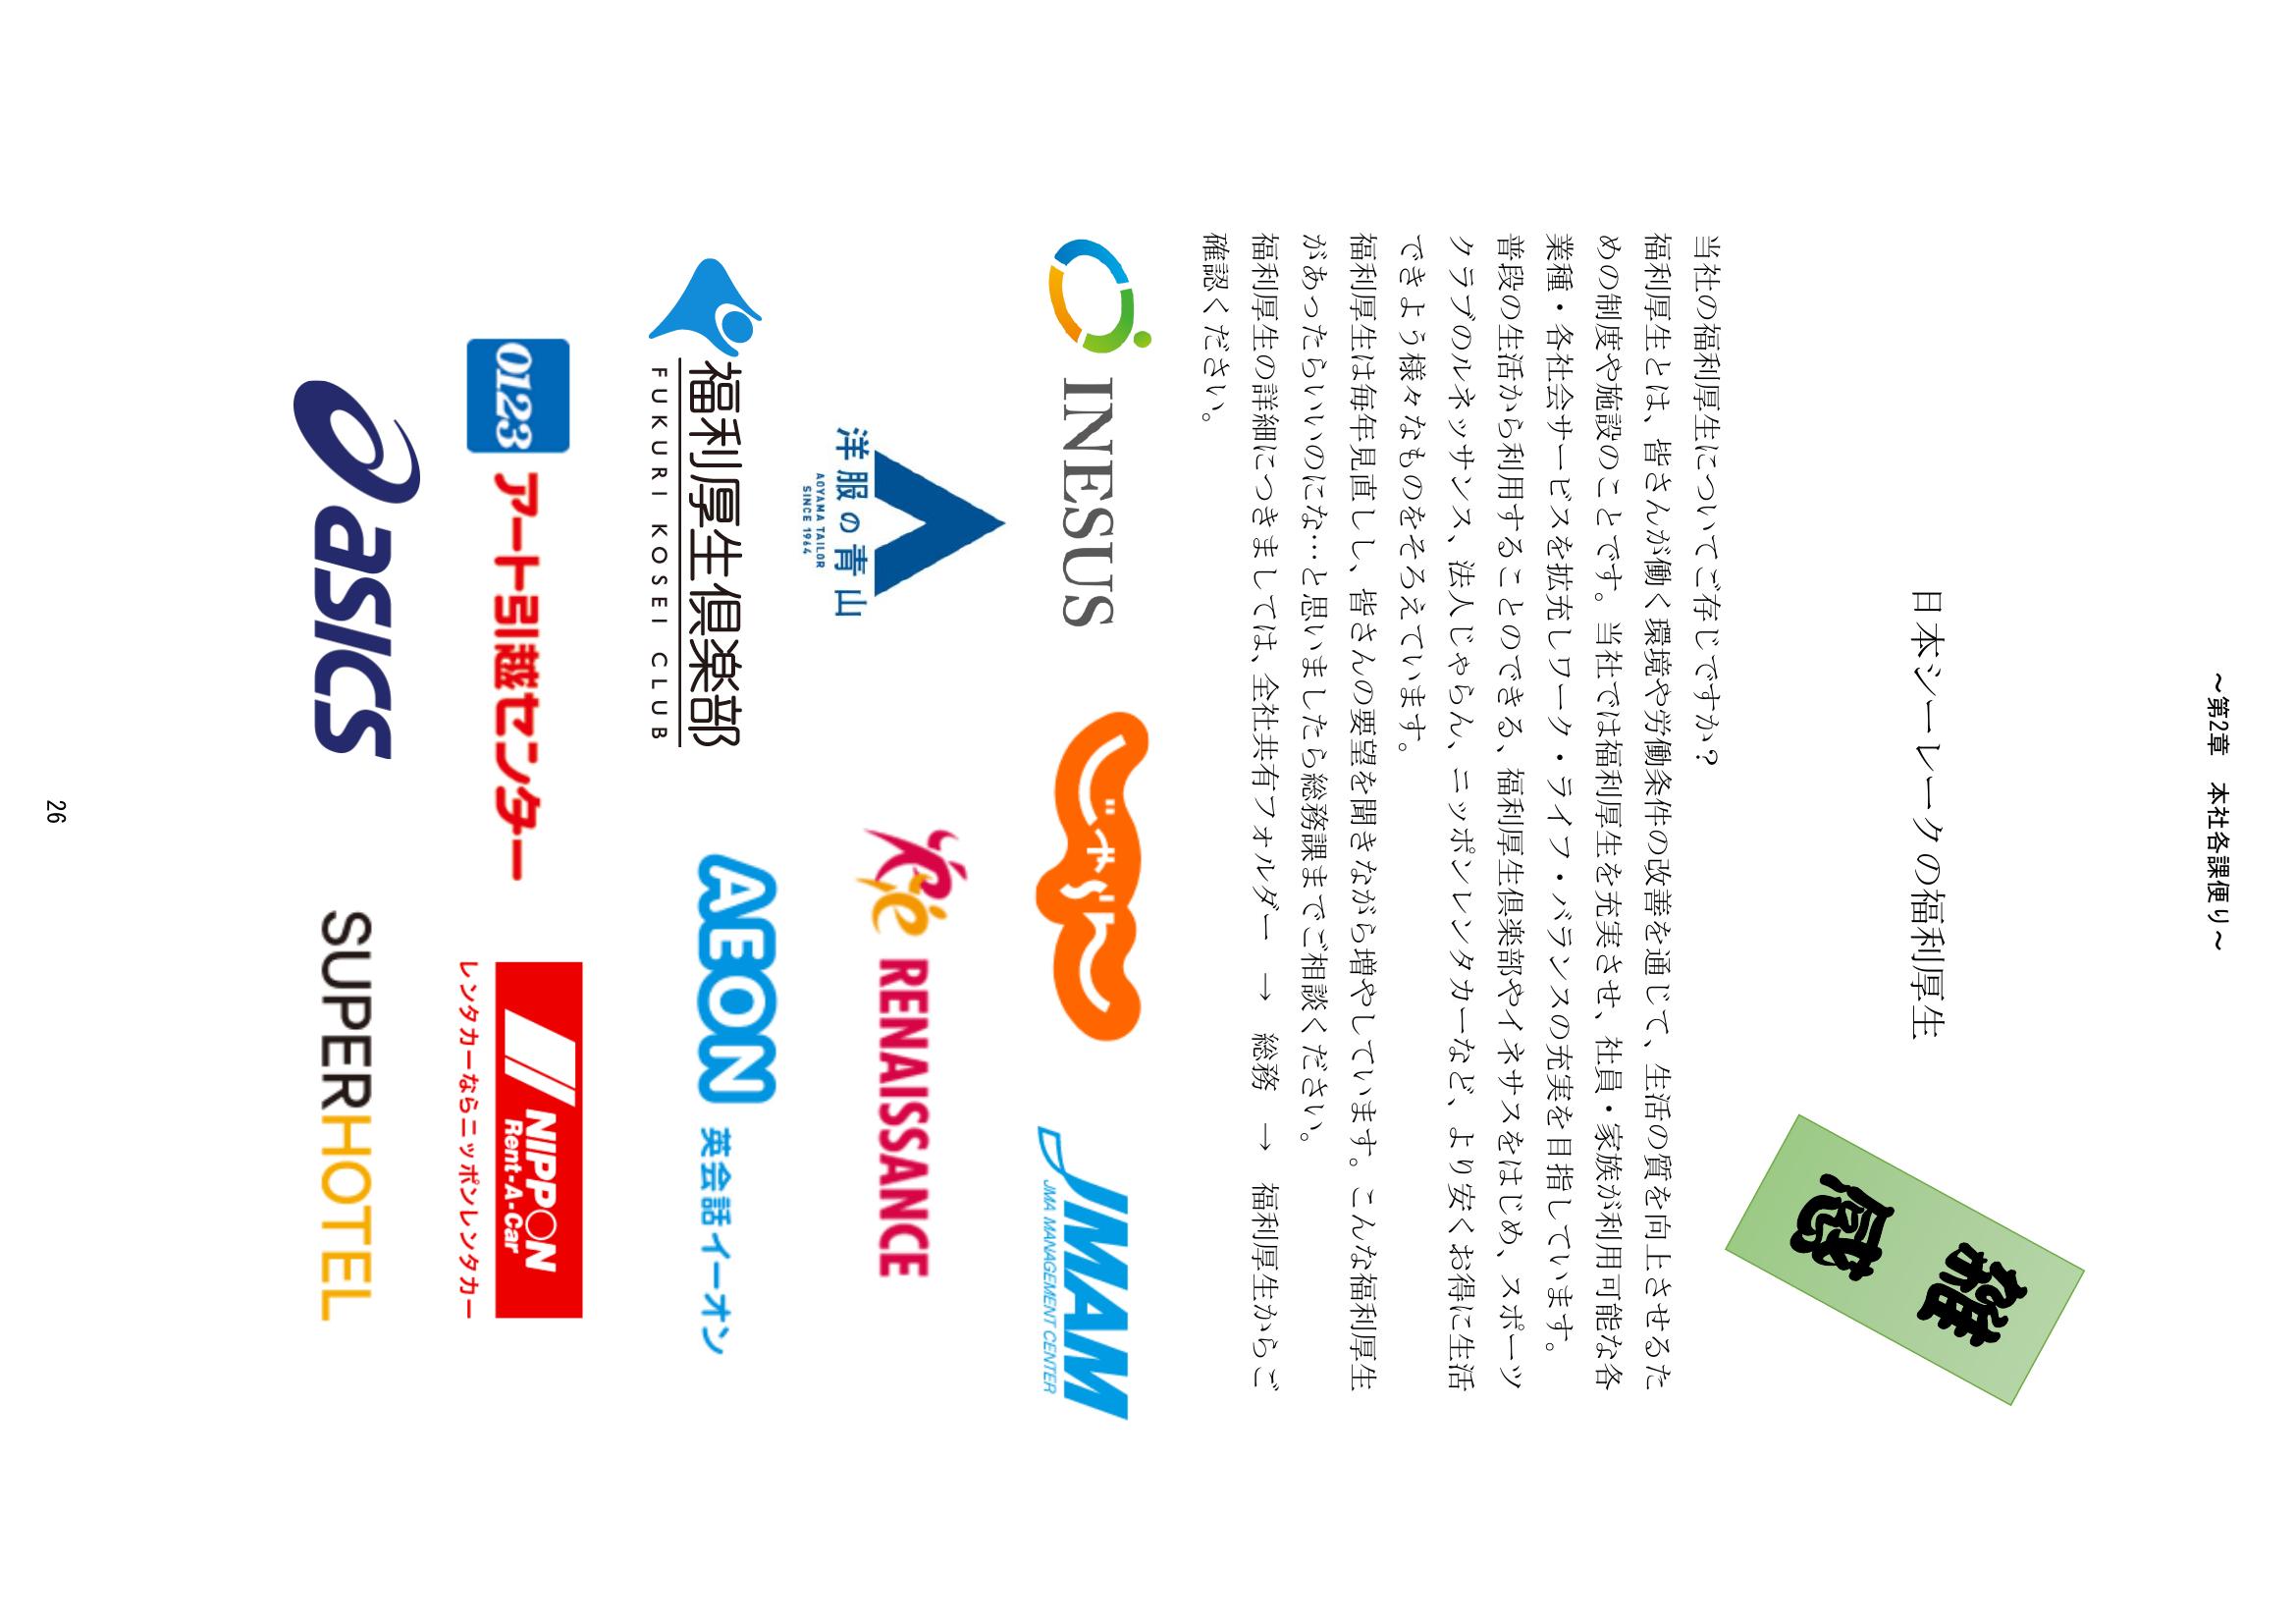 ～第2章　本社各課便り～
雑感
日本シーレークの福利厚生
当社の福利厚生についてご存じですか?
福利厚生とは、皆さんが働く環境や労働条件の改善を通じて、生活の質を向上させるた
めの制度や施設のことです。当社では福利厚生を充実させ、社員・家族が利用可能な各
業種・各社会サービスを拡充しワーク・ライフ・バランスの充実を目指しています。
普段の生活から利用することのできる、福利厚生倶楽部やイネサスをはじめ、スポーツ
クラブのルネッサンス、法人じゃらん、ニッポンレンタカーなど、より安くお得に生活
できよう様々なものをそろえています。
福利厚生は毎年見直しし、皆さんの要望を聞きながら増やしています。こんな福利厚生
があったらいいのにな…と思いましたら総務課までご相談ください。
福利厚生の詳細につきましては、全社共有フォルダー　→　総務　→　福利厚生からご
確認ください。
INESUS
じゃらん
JMAM
JMA MANAGEMENT CENTER
洋服の青山
AOYAMA TAILOR
SINCE 1964
RENAISSANCE
福利厚生倶楽部
FUKURI KOSEI CLUB
AEON 英会話イーオン
0123 アート引越センター
NIPPON
Rent-A-Car
レンタカーならニッポンレンタカー
asics
SUPER HOTEL
26